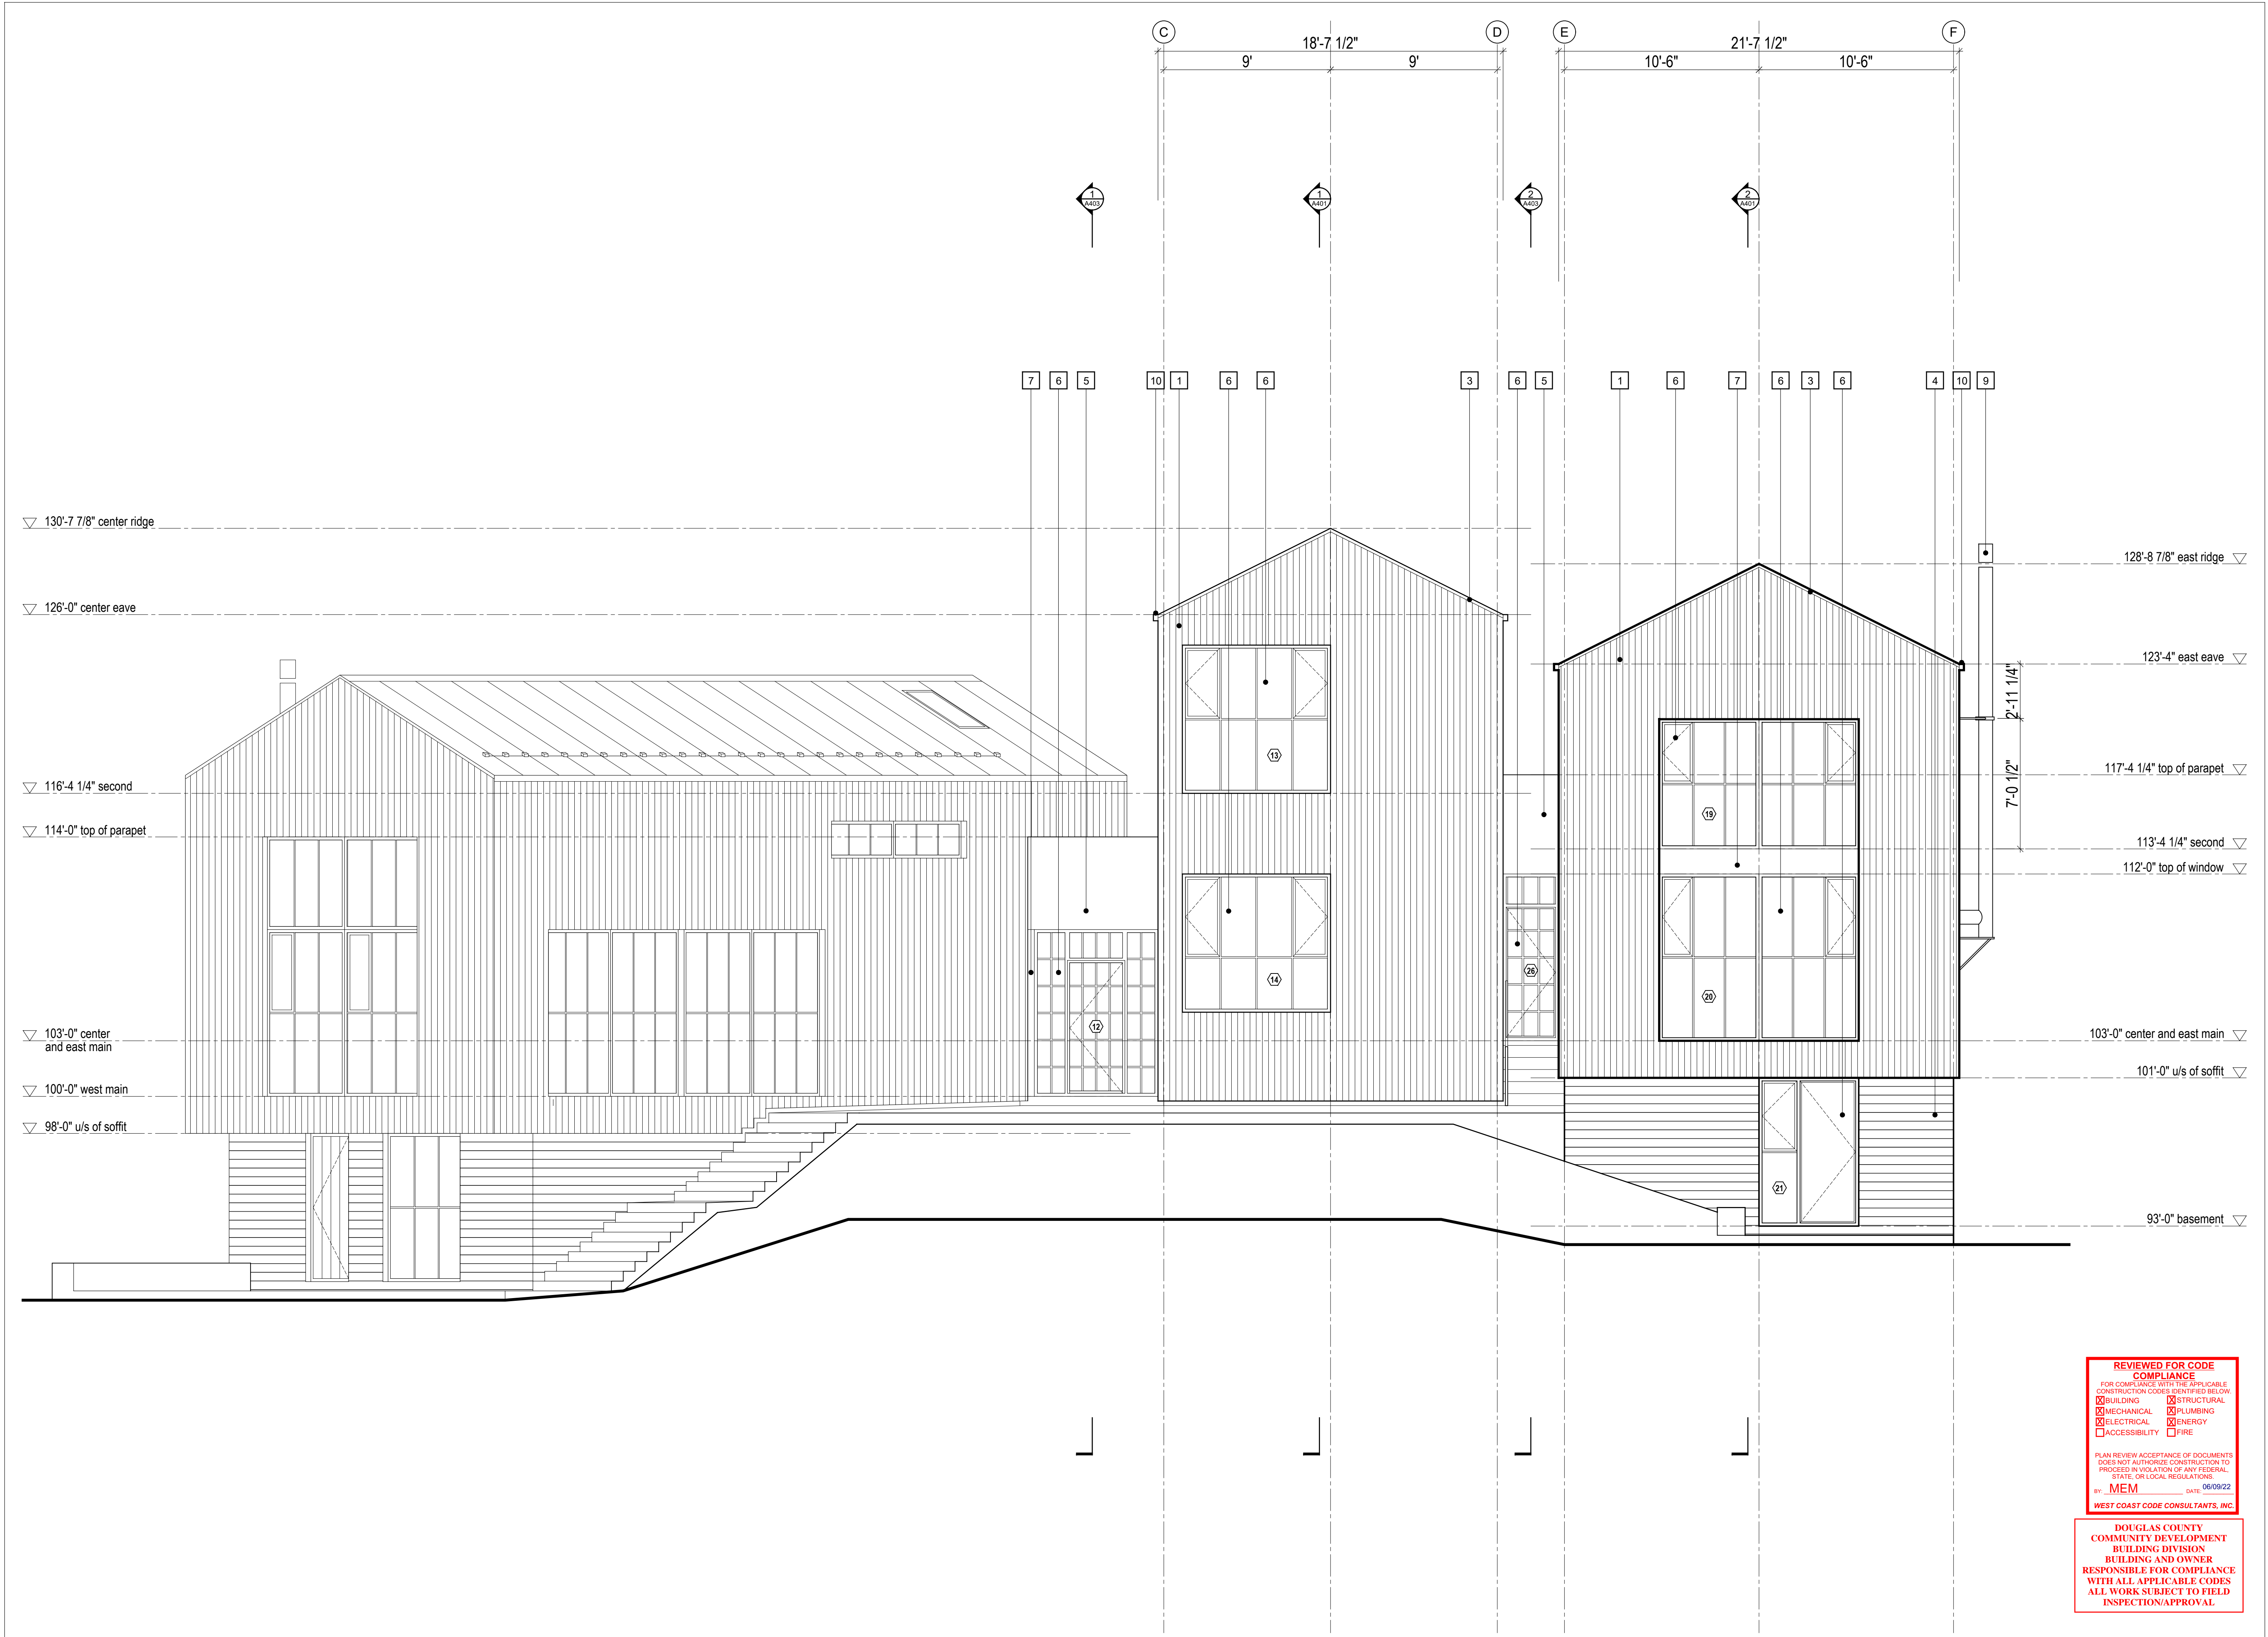 C
D
E
F
18'-7 1/2"
21'-7 1/2"
9'
9'
10'-6"
10'-6"
1
A403
1
A401
2
A403
2
A401
7
6
5
10
1
6
6
3
6
5
1
6
7
6
3
6
4
10
9
130'-7 7/8" center ridge
128'-8 7/8" east ridge
126'-0" center eave
123'-4" east eave
2'-11 1/4"
7'-0 1/2"
116'-4 1/4" second
117'-4 1/4" top of parapet
114'-0" top of parapet
113'-4 1/4" second
112'-0" top of window
103'-0" center
and east main
103'-0" center and east main
100'-0" west main
101'-0" u/s of soffit
98'-0" u/s of soffit
93'-0" basement
13
19
14
26
20
12
21
REVIEWED FOR CODE
COMPLIANCE
FOR COMPLIANCE WITH THE APPLICABLE
CONSTRUCTION CODES IDENTIFIED BELOW.
X BUILDING X STRUCTURAL
X MECHANICAL X PLUMBING
X ELECTRICAL X ENERGY
ACCESSIBILITY FIRE
PLAN REVIEW ACCEPTANCE OF DOCUMENTS
DOES NOT AUTHORIZE CONSTRUCTION TO
PROCEED IN VIOLATION OF ANY FEDERAL,
STATE, OR LOCAL REGULATIONS.
BY: MEM DATE: 06/09/22
WEST COAST CODE CONSULTANTS, INC.
DOUGLAS COUNTY
COMMUNITY DEVELOPMENT
BUILDING DIVISION
BUILDING AND OWNER
RESPONSIBLE FOR COMPLIANCE
WITH ALL APPLICABLE CODES
ALL WORK SUBJECT TO FIELD
INSPECTION/APPROVAL